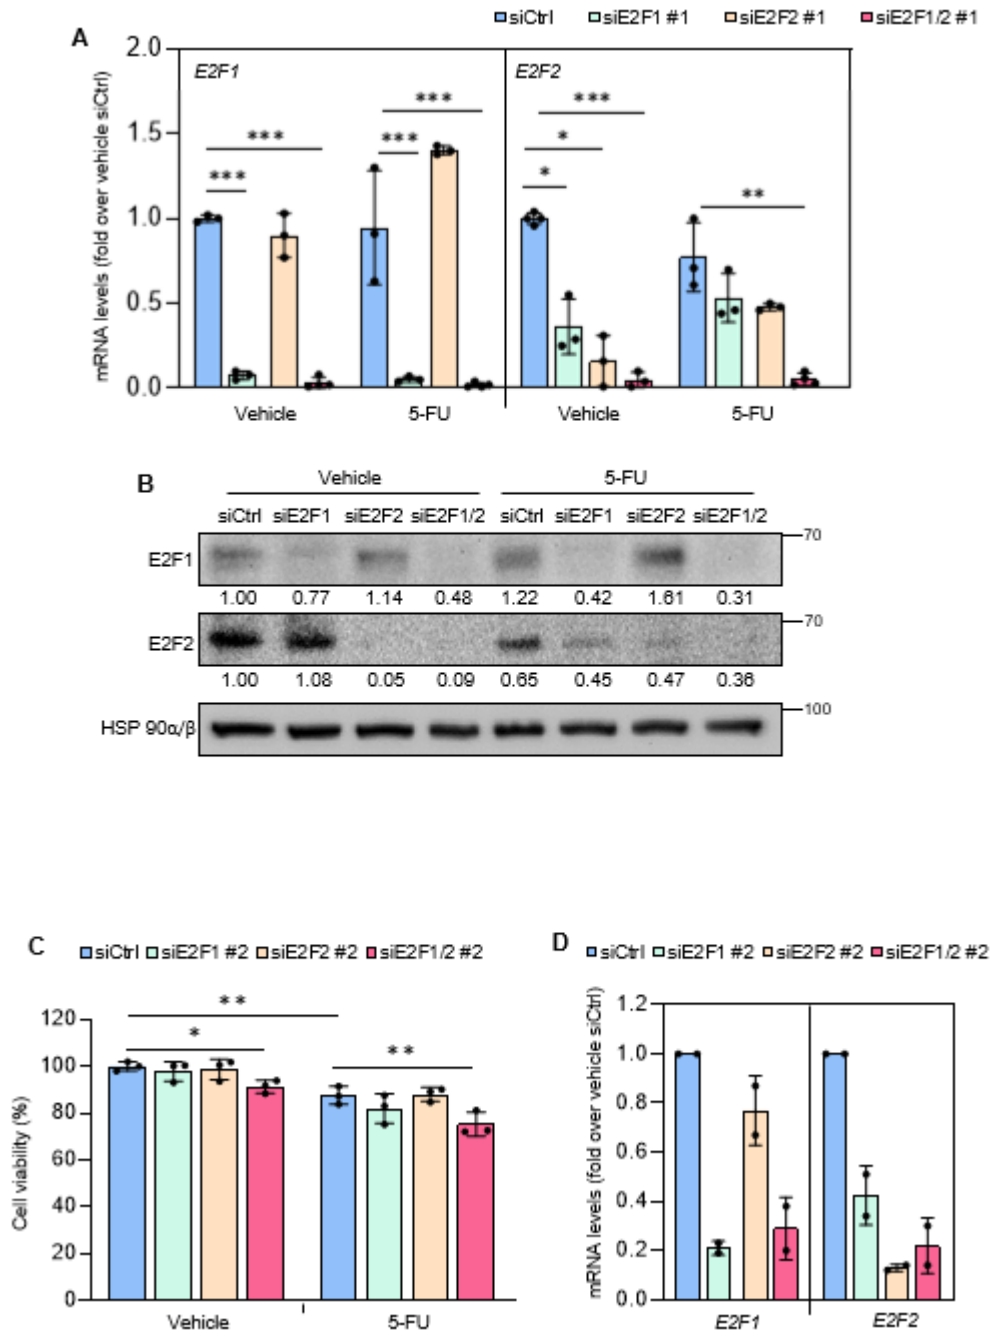 siCtrl siE2F1 #1 siE2F2 #1 siE2F1/2 #1
A
mRNA levels (fold over vehicle siCtrl)
2.0
1.5
1.0
0.5
0.0
E2F1
***
***
***
***
E2F2
***
*
*
**
Vehicle 5-FU Vehicle 5-FU
B
Vehicle 5-FU
siCtrl siE2F1 siE2F2 siE2F1/2 siCtrl siE2F1 siE2F2 siE2F1/2
E2F1 70
1.00 0.77 1.14 0.48 1.22 0.42 1.61 0.31
E2F2 70
1.00 1.08 0.05 0.09 0.65 0.45 0.47 0.36
HSP 90α/β 100
C
siCtrl siE2F1 #2 siE2F2 #2 siE2F1/2 #2
Cell viability (%)
120
100
80
60
40
20
0
**
*
**
Vehicle 5-FU
D
siCtrl siE2F1 #2 siE2F2 #2 siE2F1/2 #2
mRNA levels (fold over vehicle siCtrl)
1.2
1.0
0.8
0.6
0.4
0.2
0.0
E2F1 E2F2